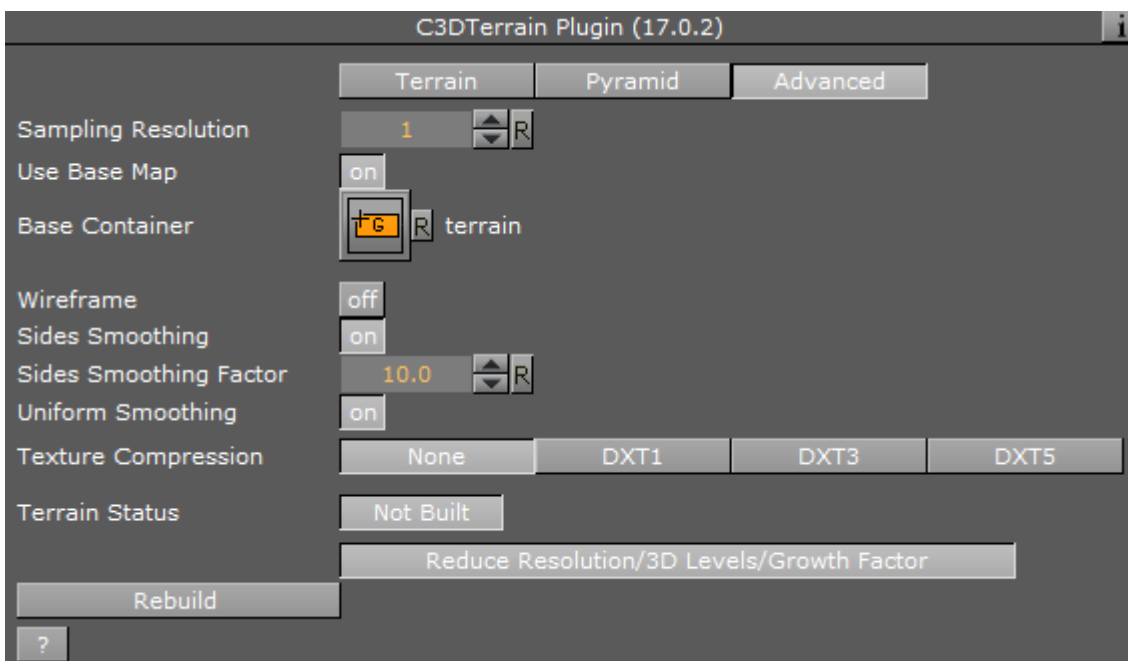 C3DTerrain Plugin (17.0.2) i
Terrain Pyramid Advanced
Sampling Resolution 1 R
Use Base Map on
Base Container G R terrain
Wireframe off
Sides Smoothing on
Sides Smoothing Factor 10.0 R
Uniform Smoothing on
Texture Compression None DXT1 DXT3 DXT5
Terrain Status Not Built
Reduce Resolution/3D Levels/Growth Factor
Rebuild
?